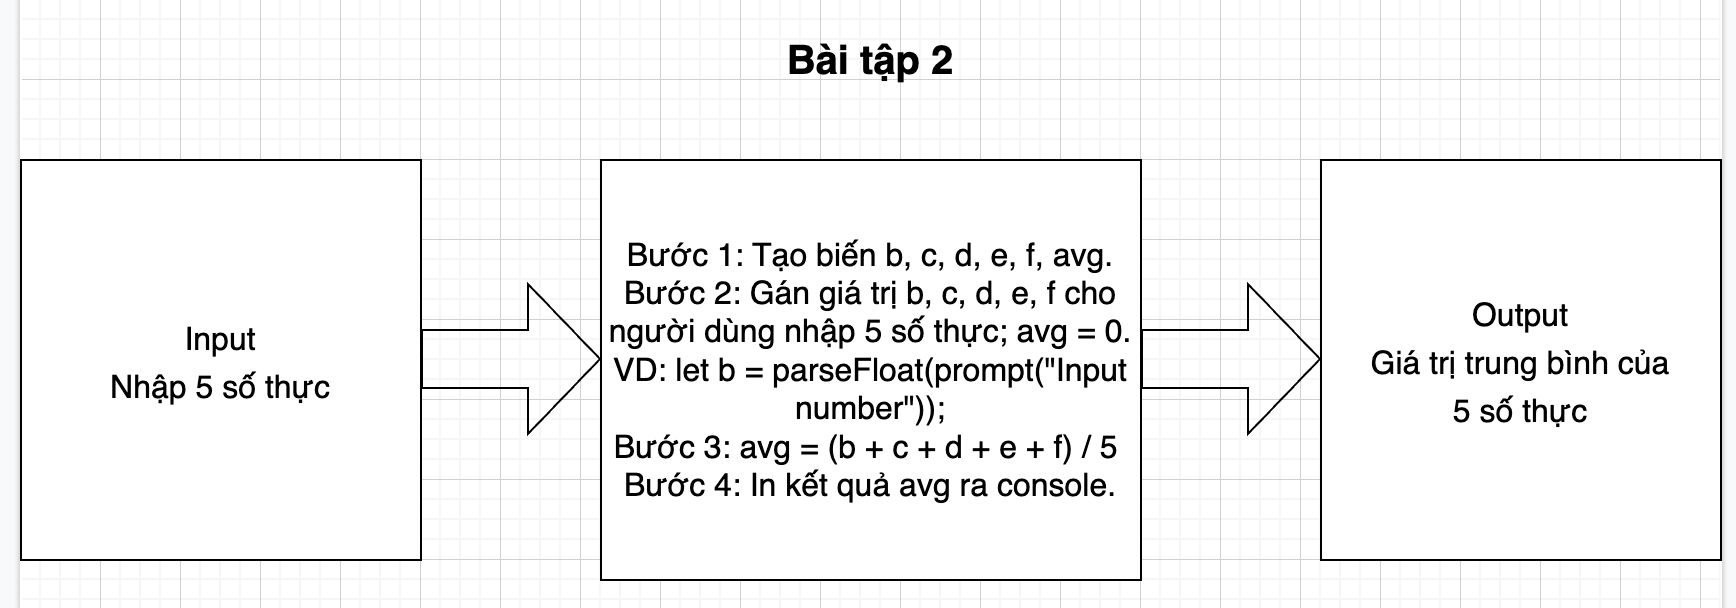 Bài tập 2
Input
Nhập 5 số thực
Bước 1: Tạo biến b, c, d, e, f, avg.
Bước 2: Gán giá trị b, c, d, e, f cho
người dùng nhập 5 số thực; avg = 0.
VD: let b = parseFloat(prompt("Input
number"));
Bước 3: avg = (b + c + d + e + f) / 5
Bước 4: In kết quả avg ra console.
Output
Giá trị trung bình của
5 số thực